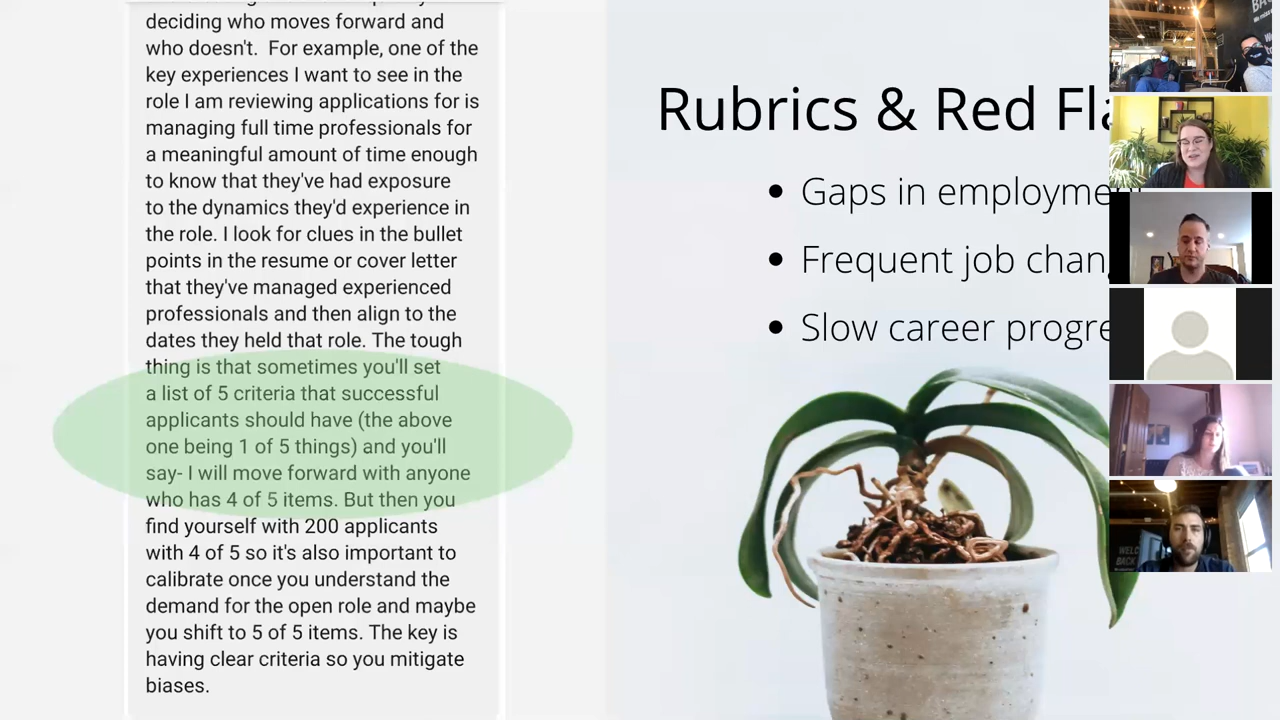 deciding who moves forward and
who doesn't. For example, one of the
key experiences I want to see in the
role I am reviewing applications for is
managing full time professionals for
a meaningful amount of time enough
to know that they've had exposure
to the dynamics they'd experience in
the role. I look for clues in the bullet
points in the resume or cover letter
that they've managed experienced
professionals and then align to the
dates they held that role. The tough
thing is that sometimes you'll set
a list of 5 criteria that successful
applicants should have (the above
one being 1 of 5 things) and you'll
say- I will move forward with anyone
who has 4 of 5 items. But then you
find yourself with 200 applicants
with 4 of 5 so it's also important to
calibrate once you understand the
demand for the open role and maybe
you shift to 5 of 5 items. The key is
having clear criteria so you mitigate
biases.
Rubrics & Red Fla
• Gaps in employmen
• Frequent job chan
• Slow career progre
WELC
BACK